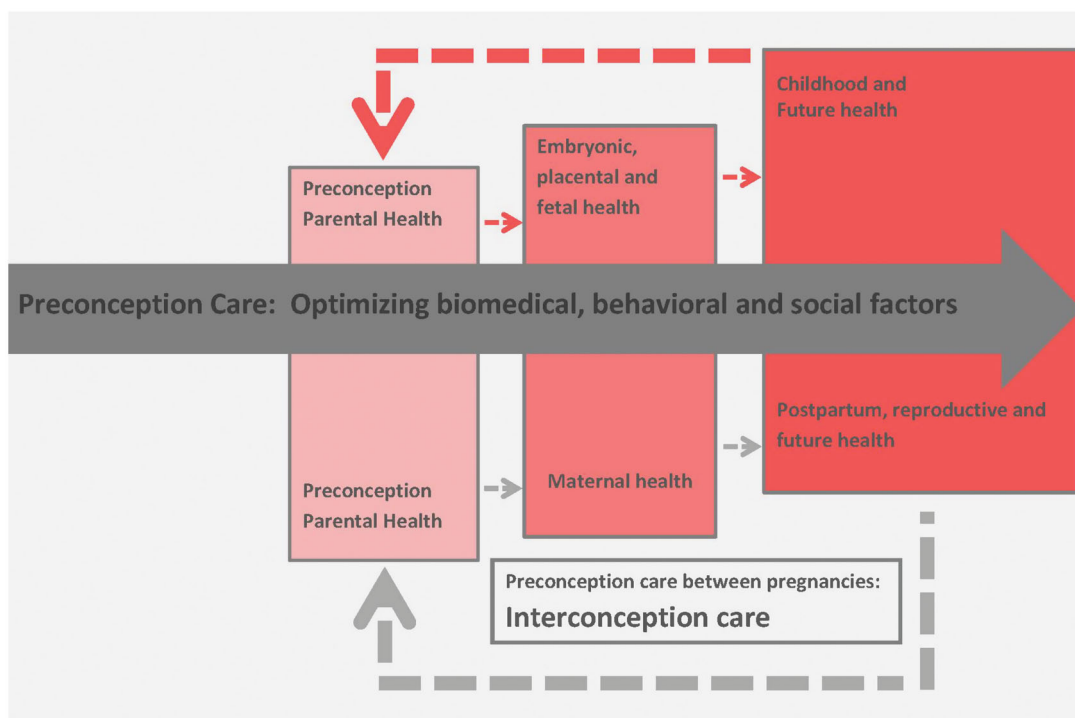 Childhood and
Future health
Embryonic,
placental and
fetal health
Preconception
Parental Health
Preconception Care: Optimizing biomedical, behavioral and social factors
Postpartum, reproductive and
future health
Maternal health
Preconception
Parental Health
Preconception care between pregnancies:
Interconception care